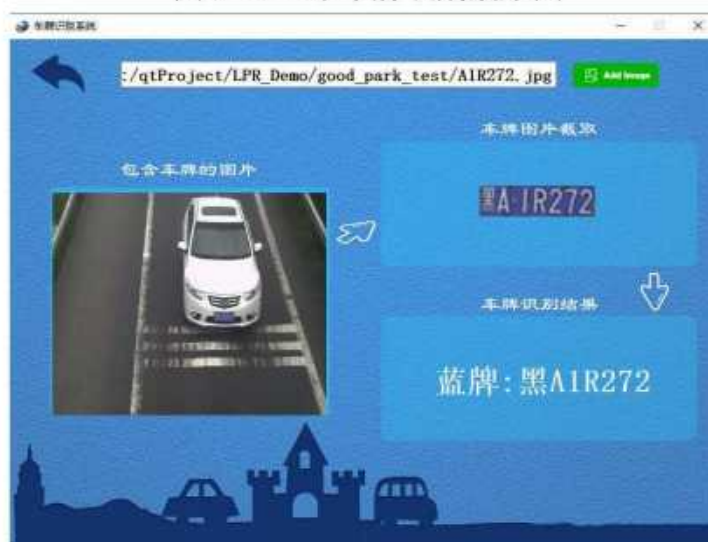 车牌识别系统
:/qtProject/LPR_Demo/good_park_test/A1R272.jpg
Add Image
车牌图片截取
包含车牌的图片
黑A·1R272
车牌识别结果
蓝牌:黑A1R272